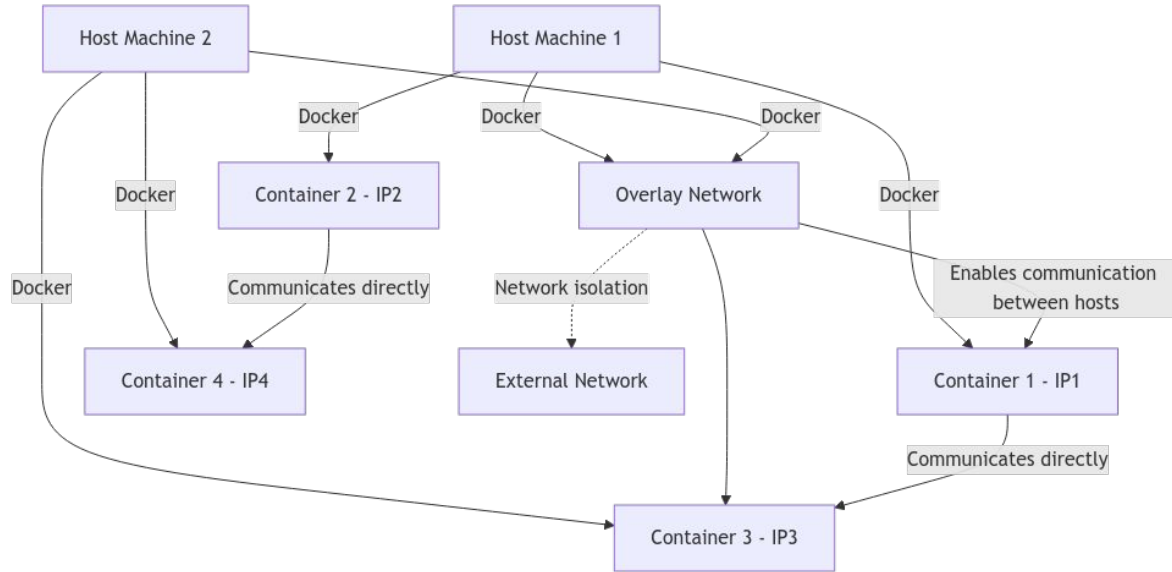 Host Machine 2
Host Machine 1
Docker
Docker
Docker
Container 2 - IP2
Overlay Network
Docker
Docker
Docker
Communicates directly
Network isolation
Enables communication
between hosts
Container 4 - IP4
External Network
Container 1 - IP1
Communicates directly
Container 3 - IP3